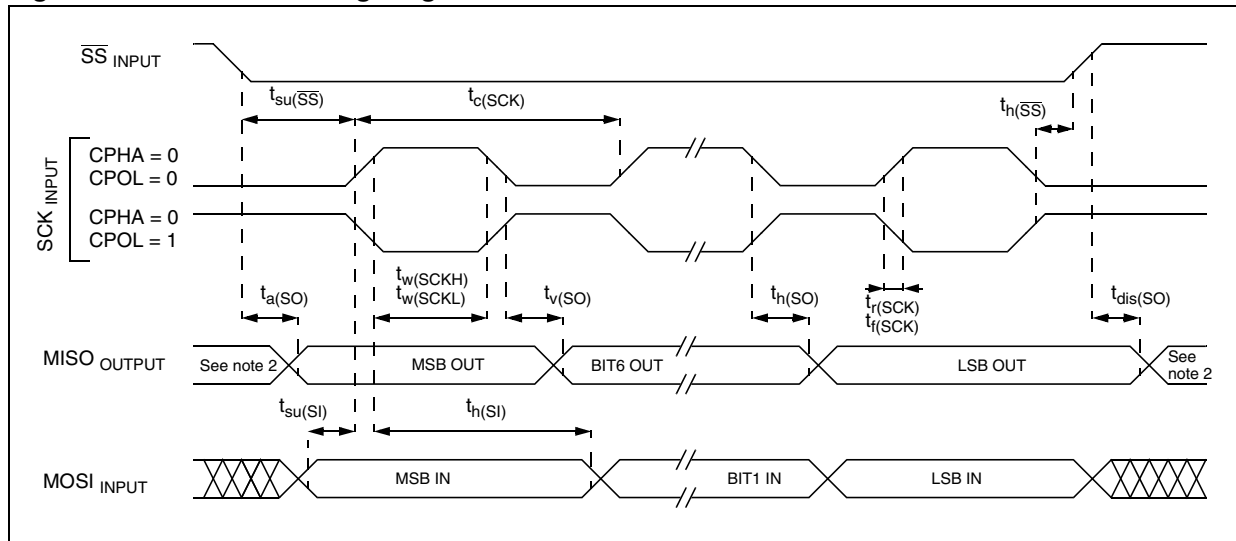 SS INPUT
tsu(SS)
tc(SCK)
th(SS)
SCK INPUT
CPHA = 0
CPOL = 0
CPHA = 0
CPOL = 1
ta(SO)
tw(SCKH)
tw(SCKL)
tv(SO)
th(SO)
tr(SCK)
tf(SCK)
tdis(SO)
MISO OUTPUT
See note 2
MSB OUT
BIT6 OUT
LSB OUT
See
note 2
tsu(SI)
th(SI)
MOSI INPUT
MSB IN
BIT1 IN
LSB IN